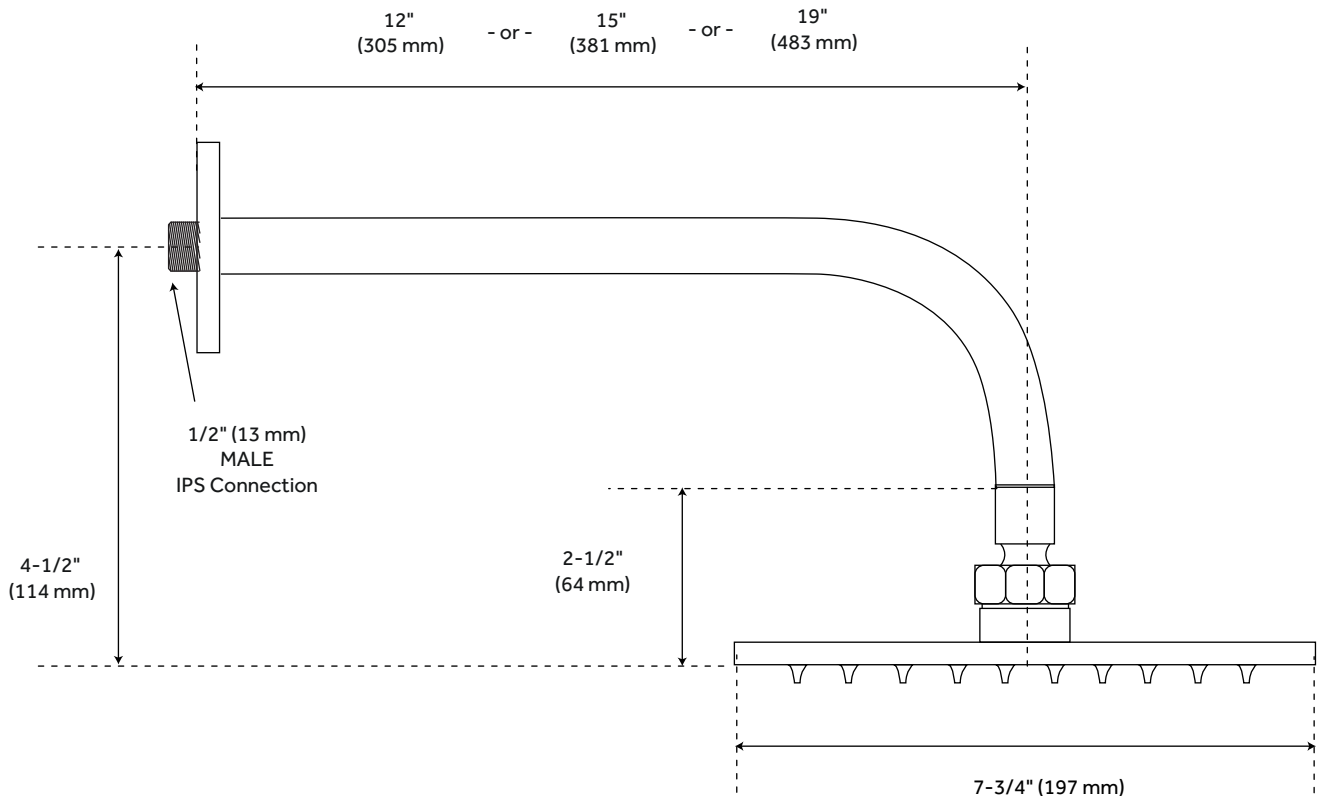 12" 15" 19"
(305 mm) - or - (381 mm) - or - (483 mm)
1/2" (13 mm)
MALE
IPS Connection
4-1/2"
(114 mm)
2-1/2"
(64 mm)
7-3/4" (197 mm)